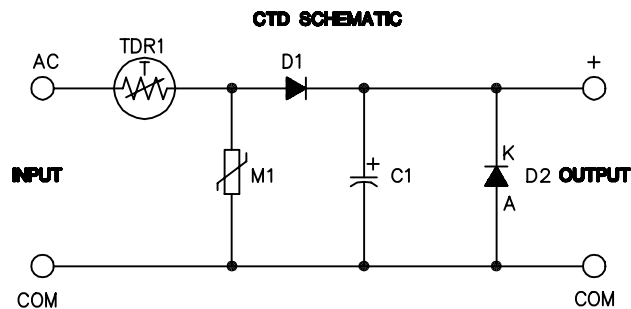 CTD SCHEMATIC
TDR1
AC
T
D1
+
INPUT
M1
+
C1
K
D2
OUTPUT
A
COM
COM